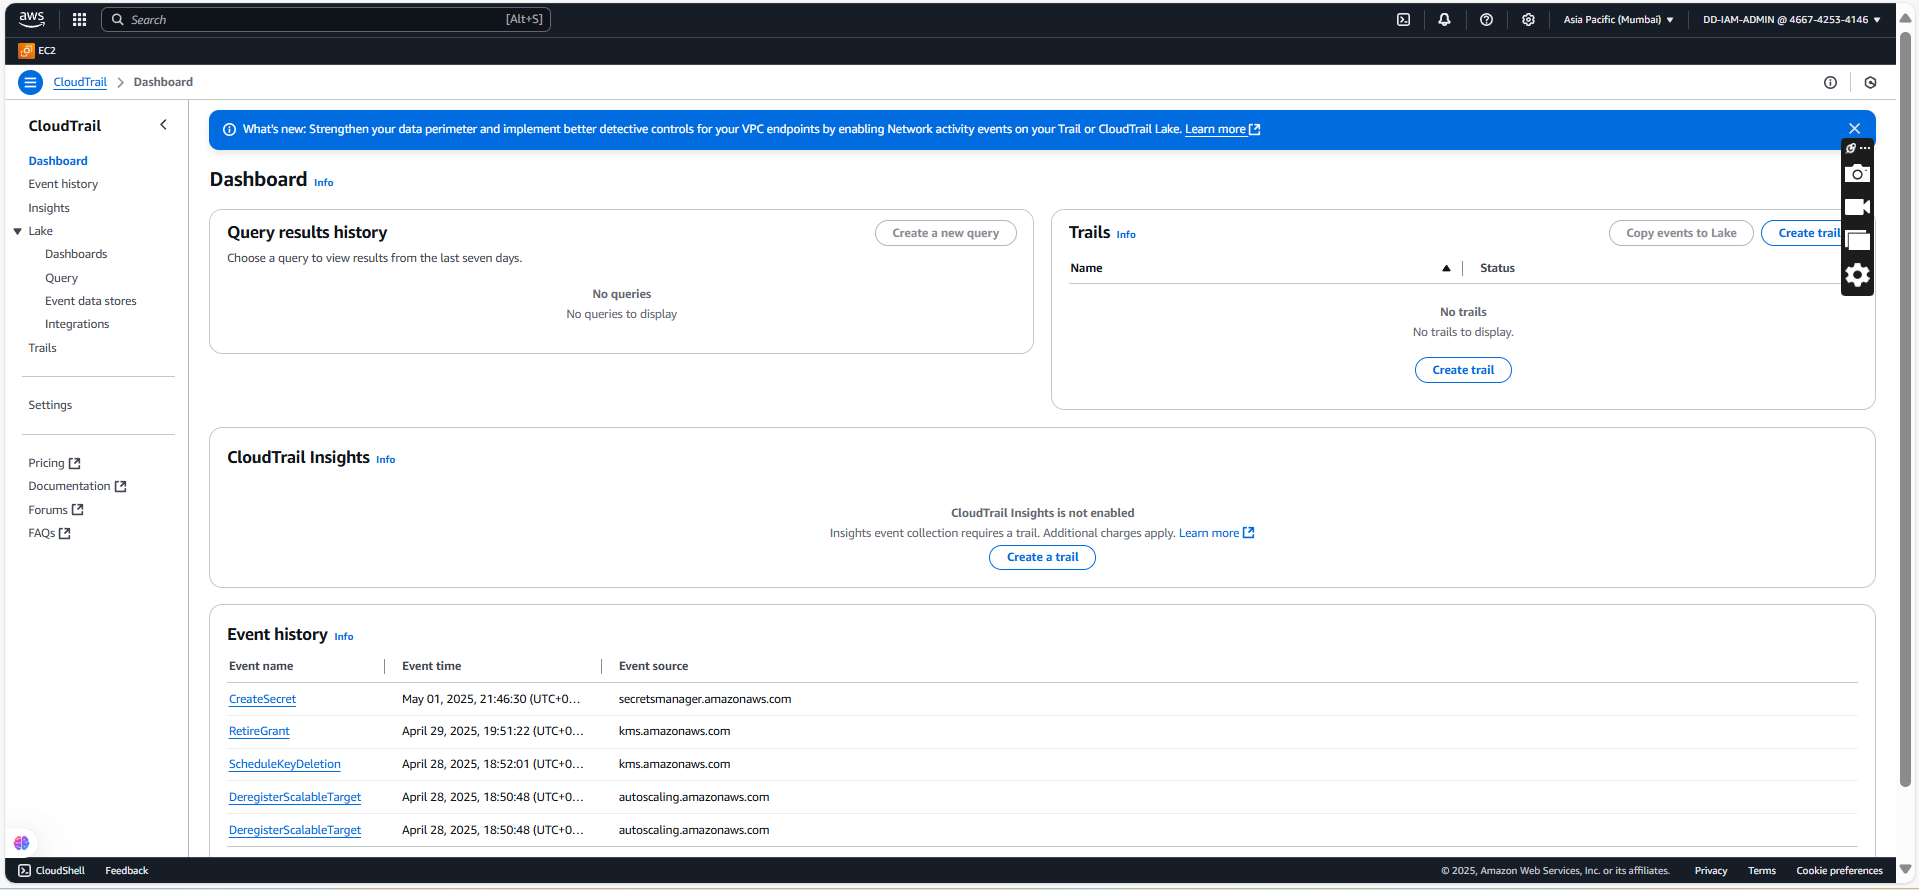 aws
Search [Alt+S]
Asia Pacific (Mumbai) ▼
DD-IAM-ADMIN @ 4667-4253-4146 ▼
EC2
CloudTrail > Dashboard
CloudTrail
Dashboard
Event history
Insights
Lake
Dashboards
Query
Event data stores
Integrations
Trails
Settings
Pricing
Documentation
Forums
FAQs
What's new: Strengthen your data perimeter and implement better detective controls for your VPC endpoints by enabling Network activity events on your Trail or CloudTrail Lake. Learn more
Dashboard Info
Query results history
Create a new query
Choose a query to view results from the last seven days.
No queries
No queries to display
Trails Info
Copy events to Lake
Create trail
Name Status
No trails
No trails to display.
Create trail
CloudTrail Insights Info
CloudTrail Insights is not enabled
Insights event collection requires a trail. Additional charges apply. Learn more
Create a trail
Event history Info
Event name Event time Event source
CreateSecret May 01, 2025, 21:46:30 (UTC+0... secretsmanager.amazonaws.com
RetireGrant April 29, 2025, 19:51:22 (UTC+0... kms.amazonaws.com
ScheduleKeyDeletion April 28, 2025, 18:52:01 (UTC+0... kms.amazonaws.com
DeregisterScalableTarget April 28, 2025, 18:50:48 (UTC+0... autoscaling.amazonaws.com
DeregisterScalableTarget April 28, 2025, 18:50:48 (UTC+0... autoscaling.amazonaws.com
CloudShell Feedback
© 2025, Amazon Web Services, Inc. or its affiliates. Privacy Terms Cookie preferences